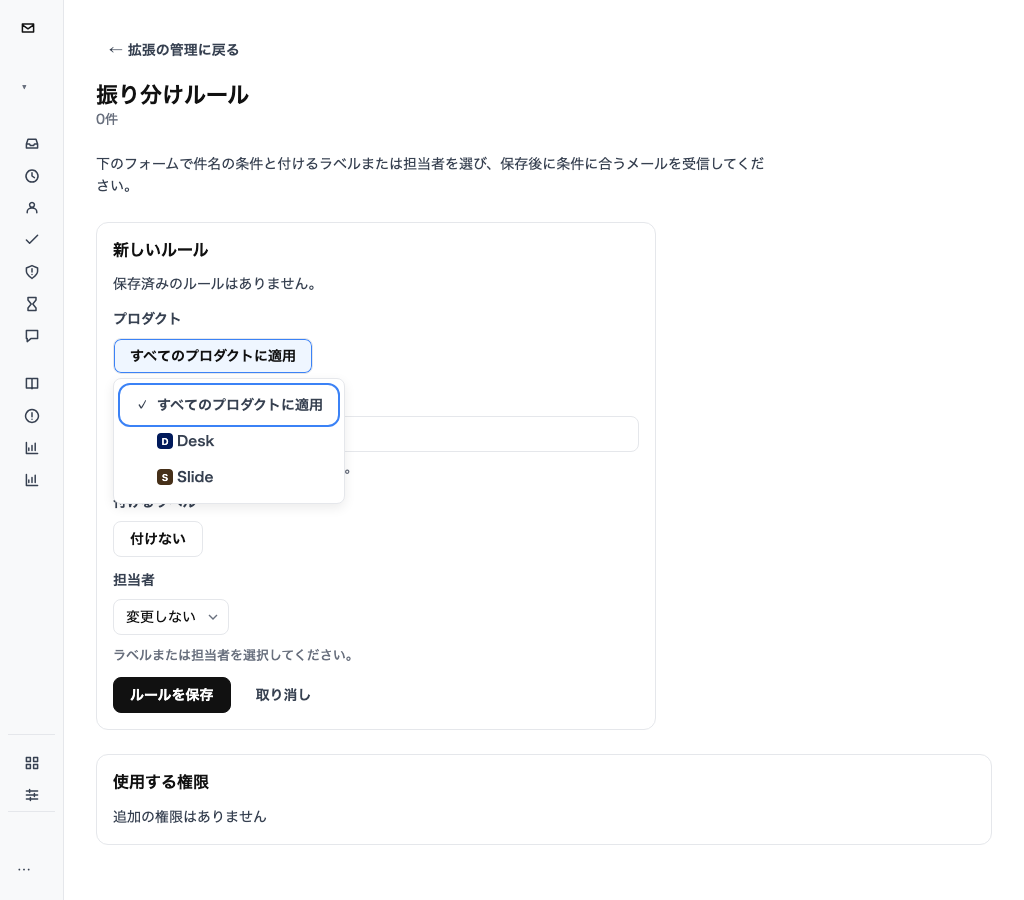 ← 拡張の管理に戻る
振り分けルール
0件
下のフォームで件名の条件と付けるラベルまたは担当者を選び、保存後に条件に合うメールを受信してくだ
さい。
新しいルール
保存済みのルールはありません。
プロダクト
すべてのプロダクトに適用
✓ すべてのプロダクトに適用
D Desk
S Slide
。
付けるラベル
付けない
担当者
変更しない
ラベルまたは担当者を選択してください。
ルールを保存 取り消し
使用する権限
追加の権限はありません
…